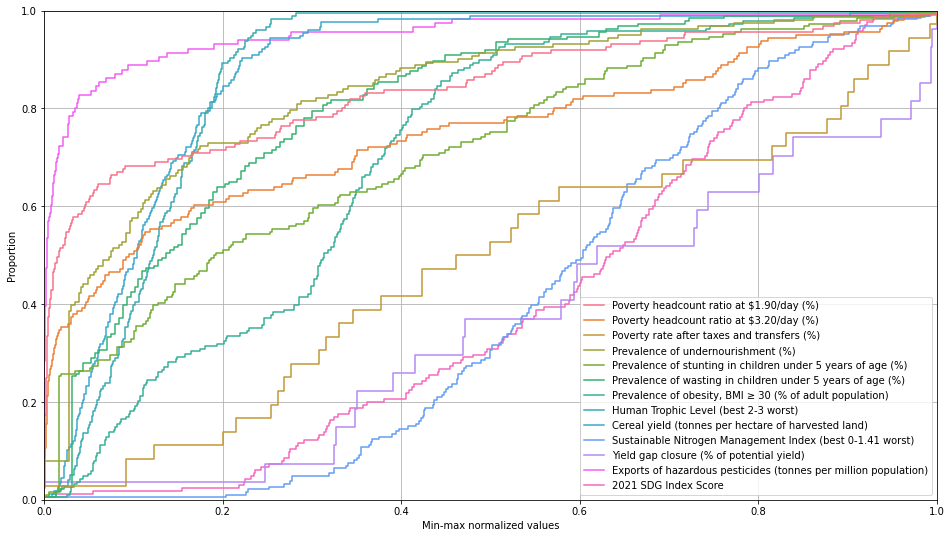 1.0
0.8
0.6
0.4
0.2
0.0
Proportion
0.0 0.2 0.4 0.6 0.8 1.0
Min-max normalized values
Poverty headcount ratio at $1.90/day (%)
Poverty headcount ratio at $3.20/day (%)
Poverty rate after taxes and transfers (%)
Prevalence of undernourishment (%)
Prevalence of stunting in children under 5 years of age (%)
Prevalence of wasting in children under 5 years of age (%)
Prevalence of obesity, BMI ≥ 30 (% of adult population)
Human Trophic Level (best 2-3 worst)
Cereal yield (tonnes per hectare of harvested land)
Sustainable Nitrogen Management Index (best 0-1.41 worst)
Yield gap closure (% of potential yield)
Exports of hazardous pesticides (tonnes per million population)
2021 SDG Index Score